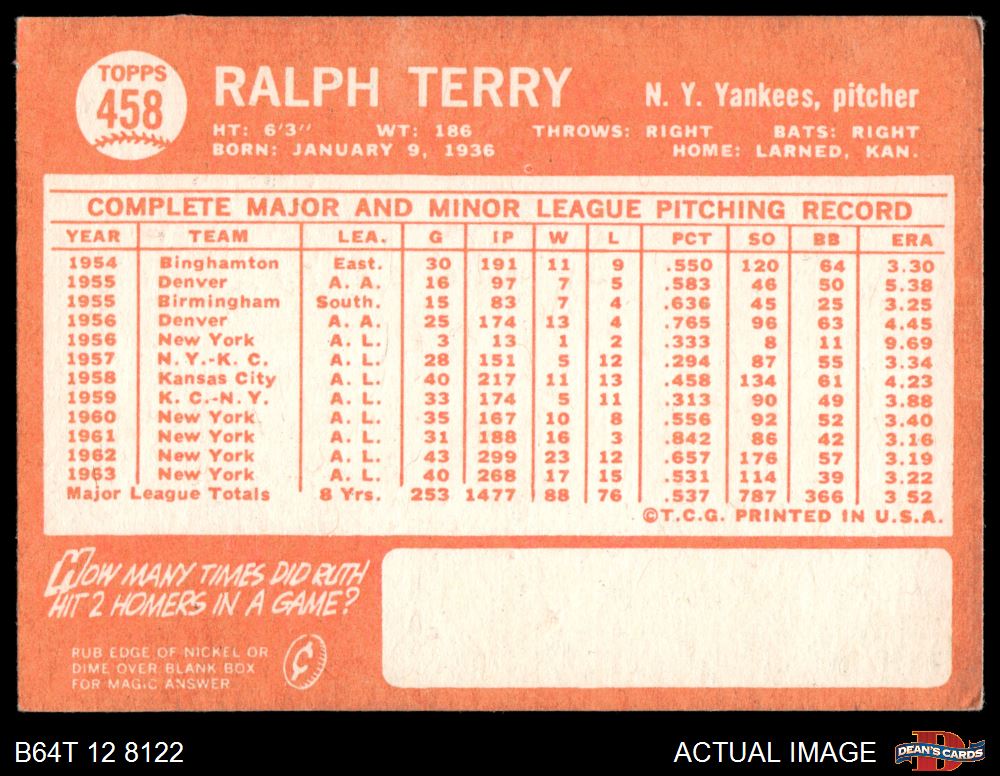 TOPPS
458
RALPH TERRY
N. Y. Yankees, pitcher
HT: 6'3" WT: 186 THROWS: RIGHT BATS: RIGHT
BORN: JANUARY 9, 1936 HOME: LARNED, KAN.
COMPLETE MAJOR AND MINOR LEAGUE PITCHING RECORD
YEAR TEAM LEA. G IP W L PCT SO BB ERA
1954 Binghamton East. 30 191 11 9 .550 120 64 3.30
1955 Denver A. A. 16 97 7 5 .583 46 50 5.38
1955 Birmingham South. 15 83 7 4 .636 45 25 3.25
1956 Denver A. A. 25 174 13 4 .765 96 63 4.45
1956 New York A. L. 3 13 1 2 .333 8 11 9.69
1957 N. Y.-K. C. A. L. 28 151 5 12 .294 87 55 3.34
1958 Kansas City A. L. 40 217 11 13 .458 134 61 4.23
1959 K. C.-N. Y. A. L. 33 174 5 11 .313 90 49 3.88
1960 New York A. L. 35 167 10 8 .556 92 52 3.40
1961 New York A. L. 31 188 16 3 .842 86 42 3.16
1962 New York A. L. 43 299 23 12 .657 176 57 3.19
1963 New York A. L. 40 268 17 15 .531 114 39 3.22
Major League Totals 8 Yrs. 253 1477 88 76 .537 787 366 3.52
©T.C.G. PRINTED IN U.S.A.
HOW MANY TIMES DID RUTH
HIT 2 HOMERS IN A GAME?
RUB EDGE OF NICKEL OR
DIME OVER BLANK BOX
FOR MAGIC ANSWER
¢
B64T 12 8122
ACTUAL IMAGE
D
DEAN'S CARDS